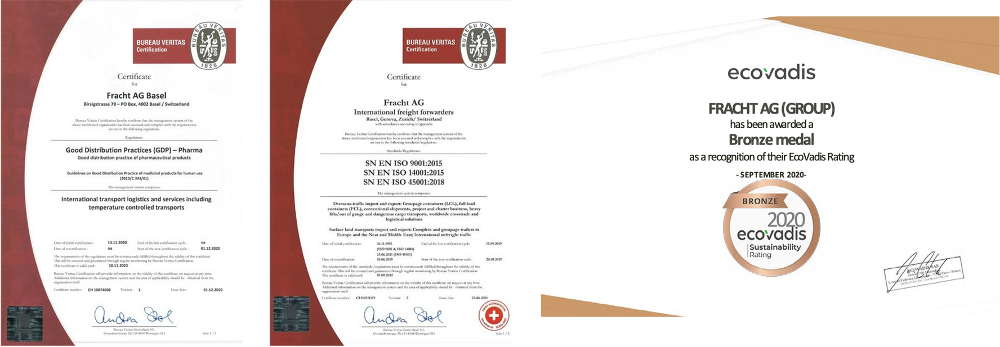 BUREAU VERITAS
Certification
BUREAU VERITAS
1828
Certificate
for
Fracht AG Basel
Birsigstrasse 79 – PO Box, 4002 Basel / Switzerland
Bureau Veritas Certification hereby confirms that the management system of the
above-mentioned organisation has been assessed and complies with the requirements
set out in the following regulations.
Regulations:
Good Distribution Practices (GDP) – Pharma
Good distribution practice of pharmaceutical products
Guidelines on Good Distribution Practice of medicinal products for human use
(2013/C 343/01)
The management system comprises:
International transport logistics and services including
temperature controlled transports
Date of initial certification : 13.11.2020 End of the last certification cycle : na
Date of recertification : na Start of the new certification cycle : 01.12.2020
The requirements of the regulations must be continuously fulfilled throughout the validity of this certificate.
This will be ensured and guaranteed through regular monitoring by Bureau Veritas Certification.
This certificate is valid until : 30.11.2023
Bureau Veritas Certification will provide information on the validity of this certificate on request at any time.
Additional information on the management system and the area of applicability should be obtained from the
organisation itself.
Certificate number : CH 10874608 Version : 1 Issue date : 01.12.2020
Andrea Stol
Bureau Veritas Switzerland AG,
25, CH-8104 Weiningen ZH
Seite 1 / 1
BUREAU VERITAS
Certification
BUREAU VERITAS
1828
Certificate
for
Fracht AG
International freight forwarders
Basel, Geneva, Zurich/ Switzerland
with subsidiaries according to appendix
Bureau Veritas Certification hereby confirms that the management system of the
above mentioned organisation has been assessed and complies with the requirements
set out in the following standards/regulations.
Standards/Regulations:
SN EN ISO 9001:2015
SN EN ISO 14001:2015
SN EN ISO 45001:2018
The management system comprises:
Overseas-traffic import and export: Groupage containers (LCL), full load
containers (FCL), conventional shipments, project and charter business, heavy
lifts/out of gauge and dangerous cargo transports, worldwide crosstrade and
logistical solutions
Surface land transports import and export: Complete and groupage trailers in
Europe and the Near and Middle East; International airfreight traffic
Date of initial certification: 06.11.1992 End of the last certification cycle: 19.09.2019
(ISO 9001 & ISO 14001)
23.06.2021 (ISO 45001)
Date of recertification: 28.06.2019 Start of the new certification cycle: 20.09.2019
The requirements of the standards /regulations must be continuously fulfilled throughout the validity of this
certificate. This will be ensured and guaranteed through regular monitoring by Bureau Veritas Certification.
This certificate is valid until: 19.09.2022
Bureau Veritas Certification will provide information on the validity of this certificate on request at any time.
Additional information on the management system and the area of applicability should be obtained from the
organisation itself.
Certificate number: CH10721217 Version: 2 Issue date: 23.06.2021
SWISS ACCREDITATION
Andrea Stol
Bureau Veritas Switzerland AG,
25, CH-8104 Weiningen ZH
Seite 1 / 2
ecovadis
FRACHT AG (GROUP)
has been awarded a
Bronze medal
as a recognition of their EcoVadis Rating
- SEPTEMBER 2020-
BRONZE
2020
ecovadis
Sustainability
Rating
ECOVADIS SAS